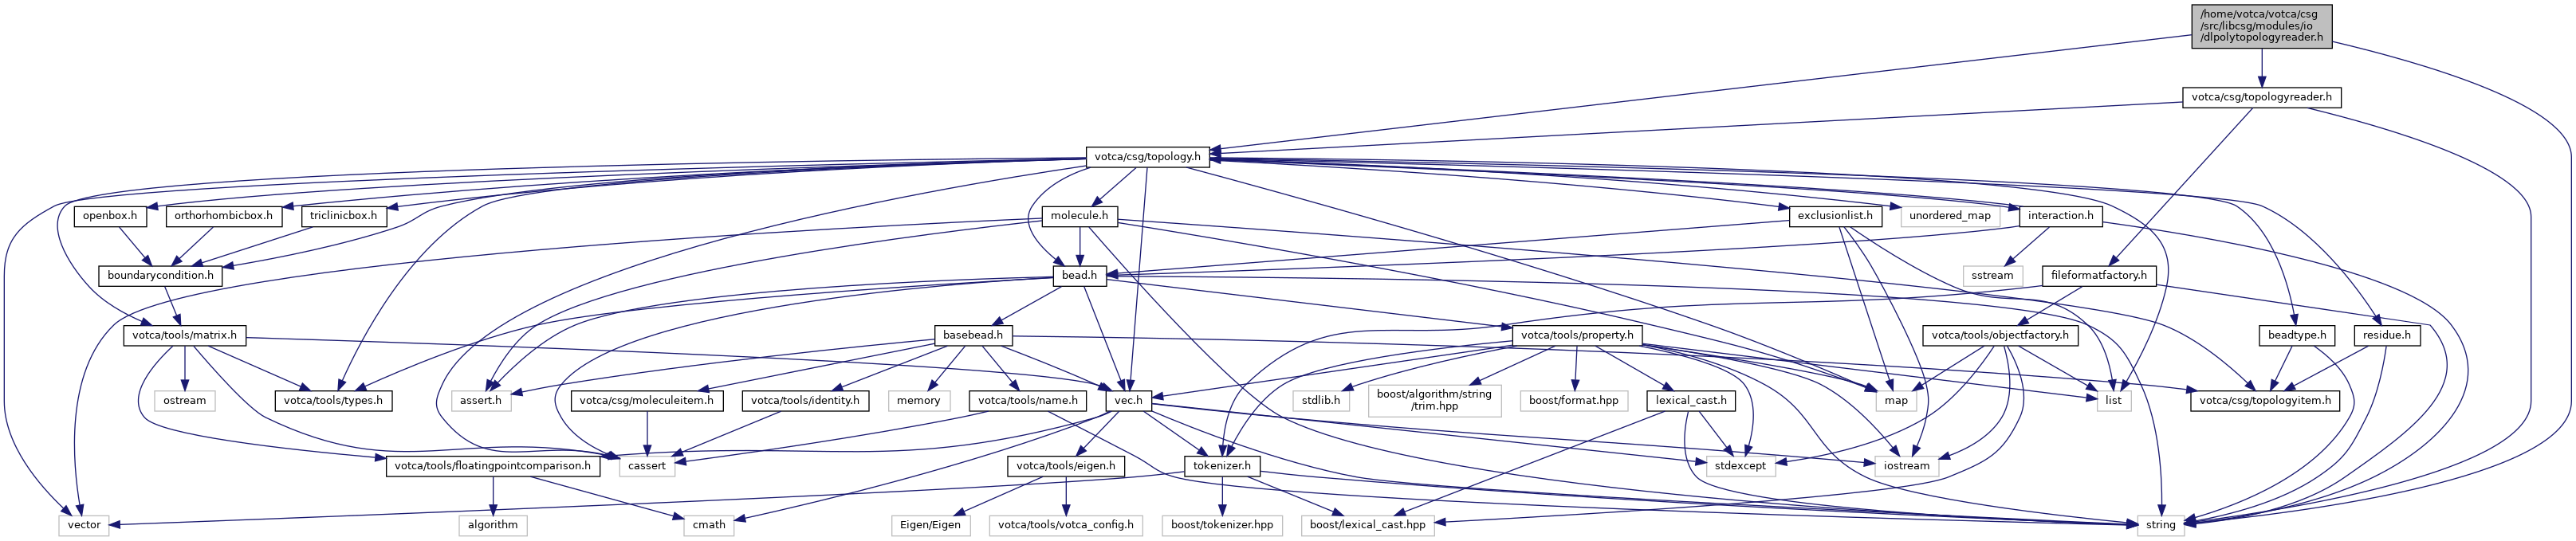 /home/votca/votca/csg
/src/libcsg/modules/io
/dlpolytopologyreader.h
votca/csg/topologyreader.h
votca/csg/topology.h
openbox.h
orthorhombicbox.h
triclinicbox.h
molecule.h
exclusionlist.h
unordered_map
interaction.h
boundarycondition.h
bead.h
sstream
fileformatfactory.h
votca/tools/matrix.h
basebead.h
votca/tools/property.h
votca/tools/objectfactory.h
beadtype.h
residue.h
ostream
votca/tools/types.h
assert.h
votca/csg/moleculeitem.h
votca/tools/identity.h
memory
votca/tools/name.h
vec.h
stdlib.h
boost/algorithm/string
/trim.hpp
boost/format.hpp
lexical_cast.h
map
list
votca/csg/topologyitem.h
votca/tools/floatingpointcomparison.h
cassert
votca/tools/eigen.h
tokenizer.h
stdexcept
iostream
vector
algorithm
cmath
Eigen/Eigen
votca/tools/votca_config.h
boost/tokenizer.hpp
boost/lexical_cast.hpp
string